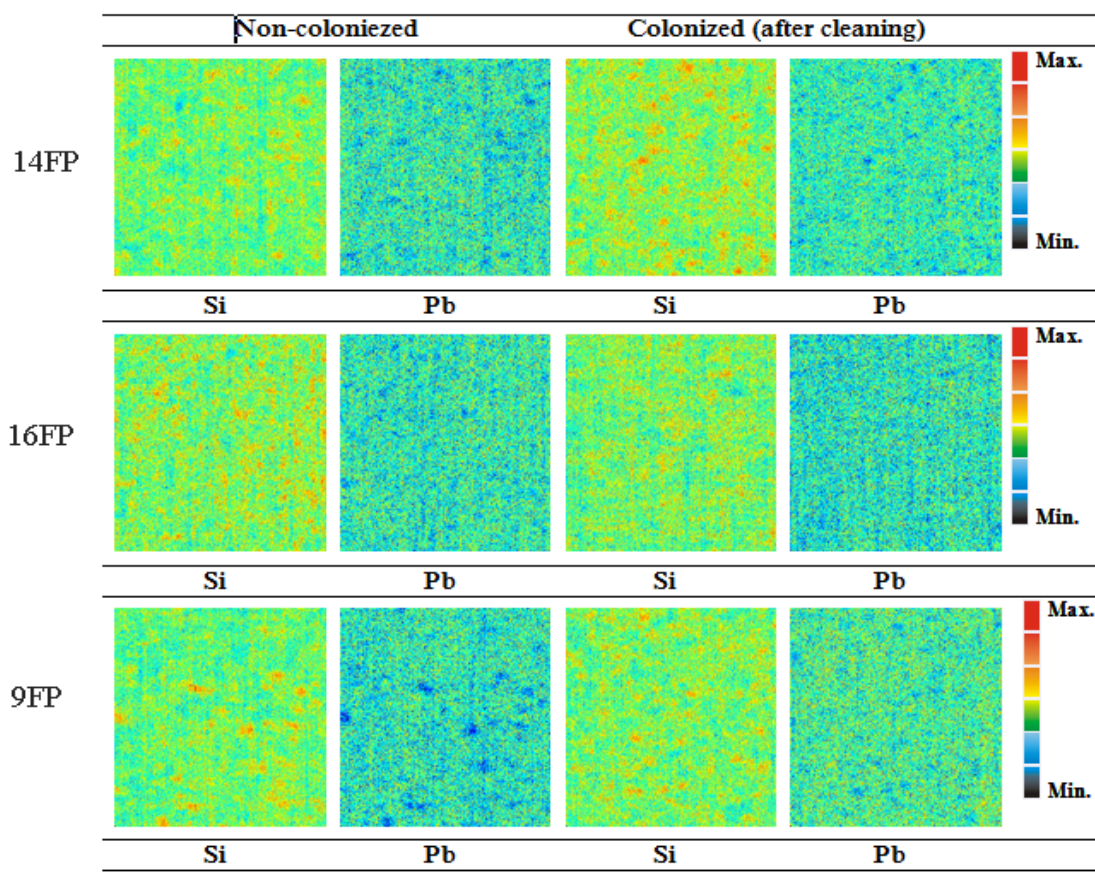 Non-coloniezed Colonized (after cleaning)
Max.
14FP
Min.
Si Pb Si Pb
Max.
16FP
Min.
Si Pb Si Pb
Max.
9FP
Min.
Si Pb Si Pb